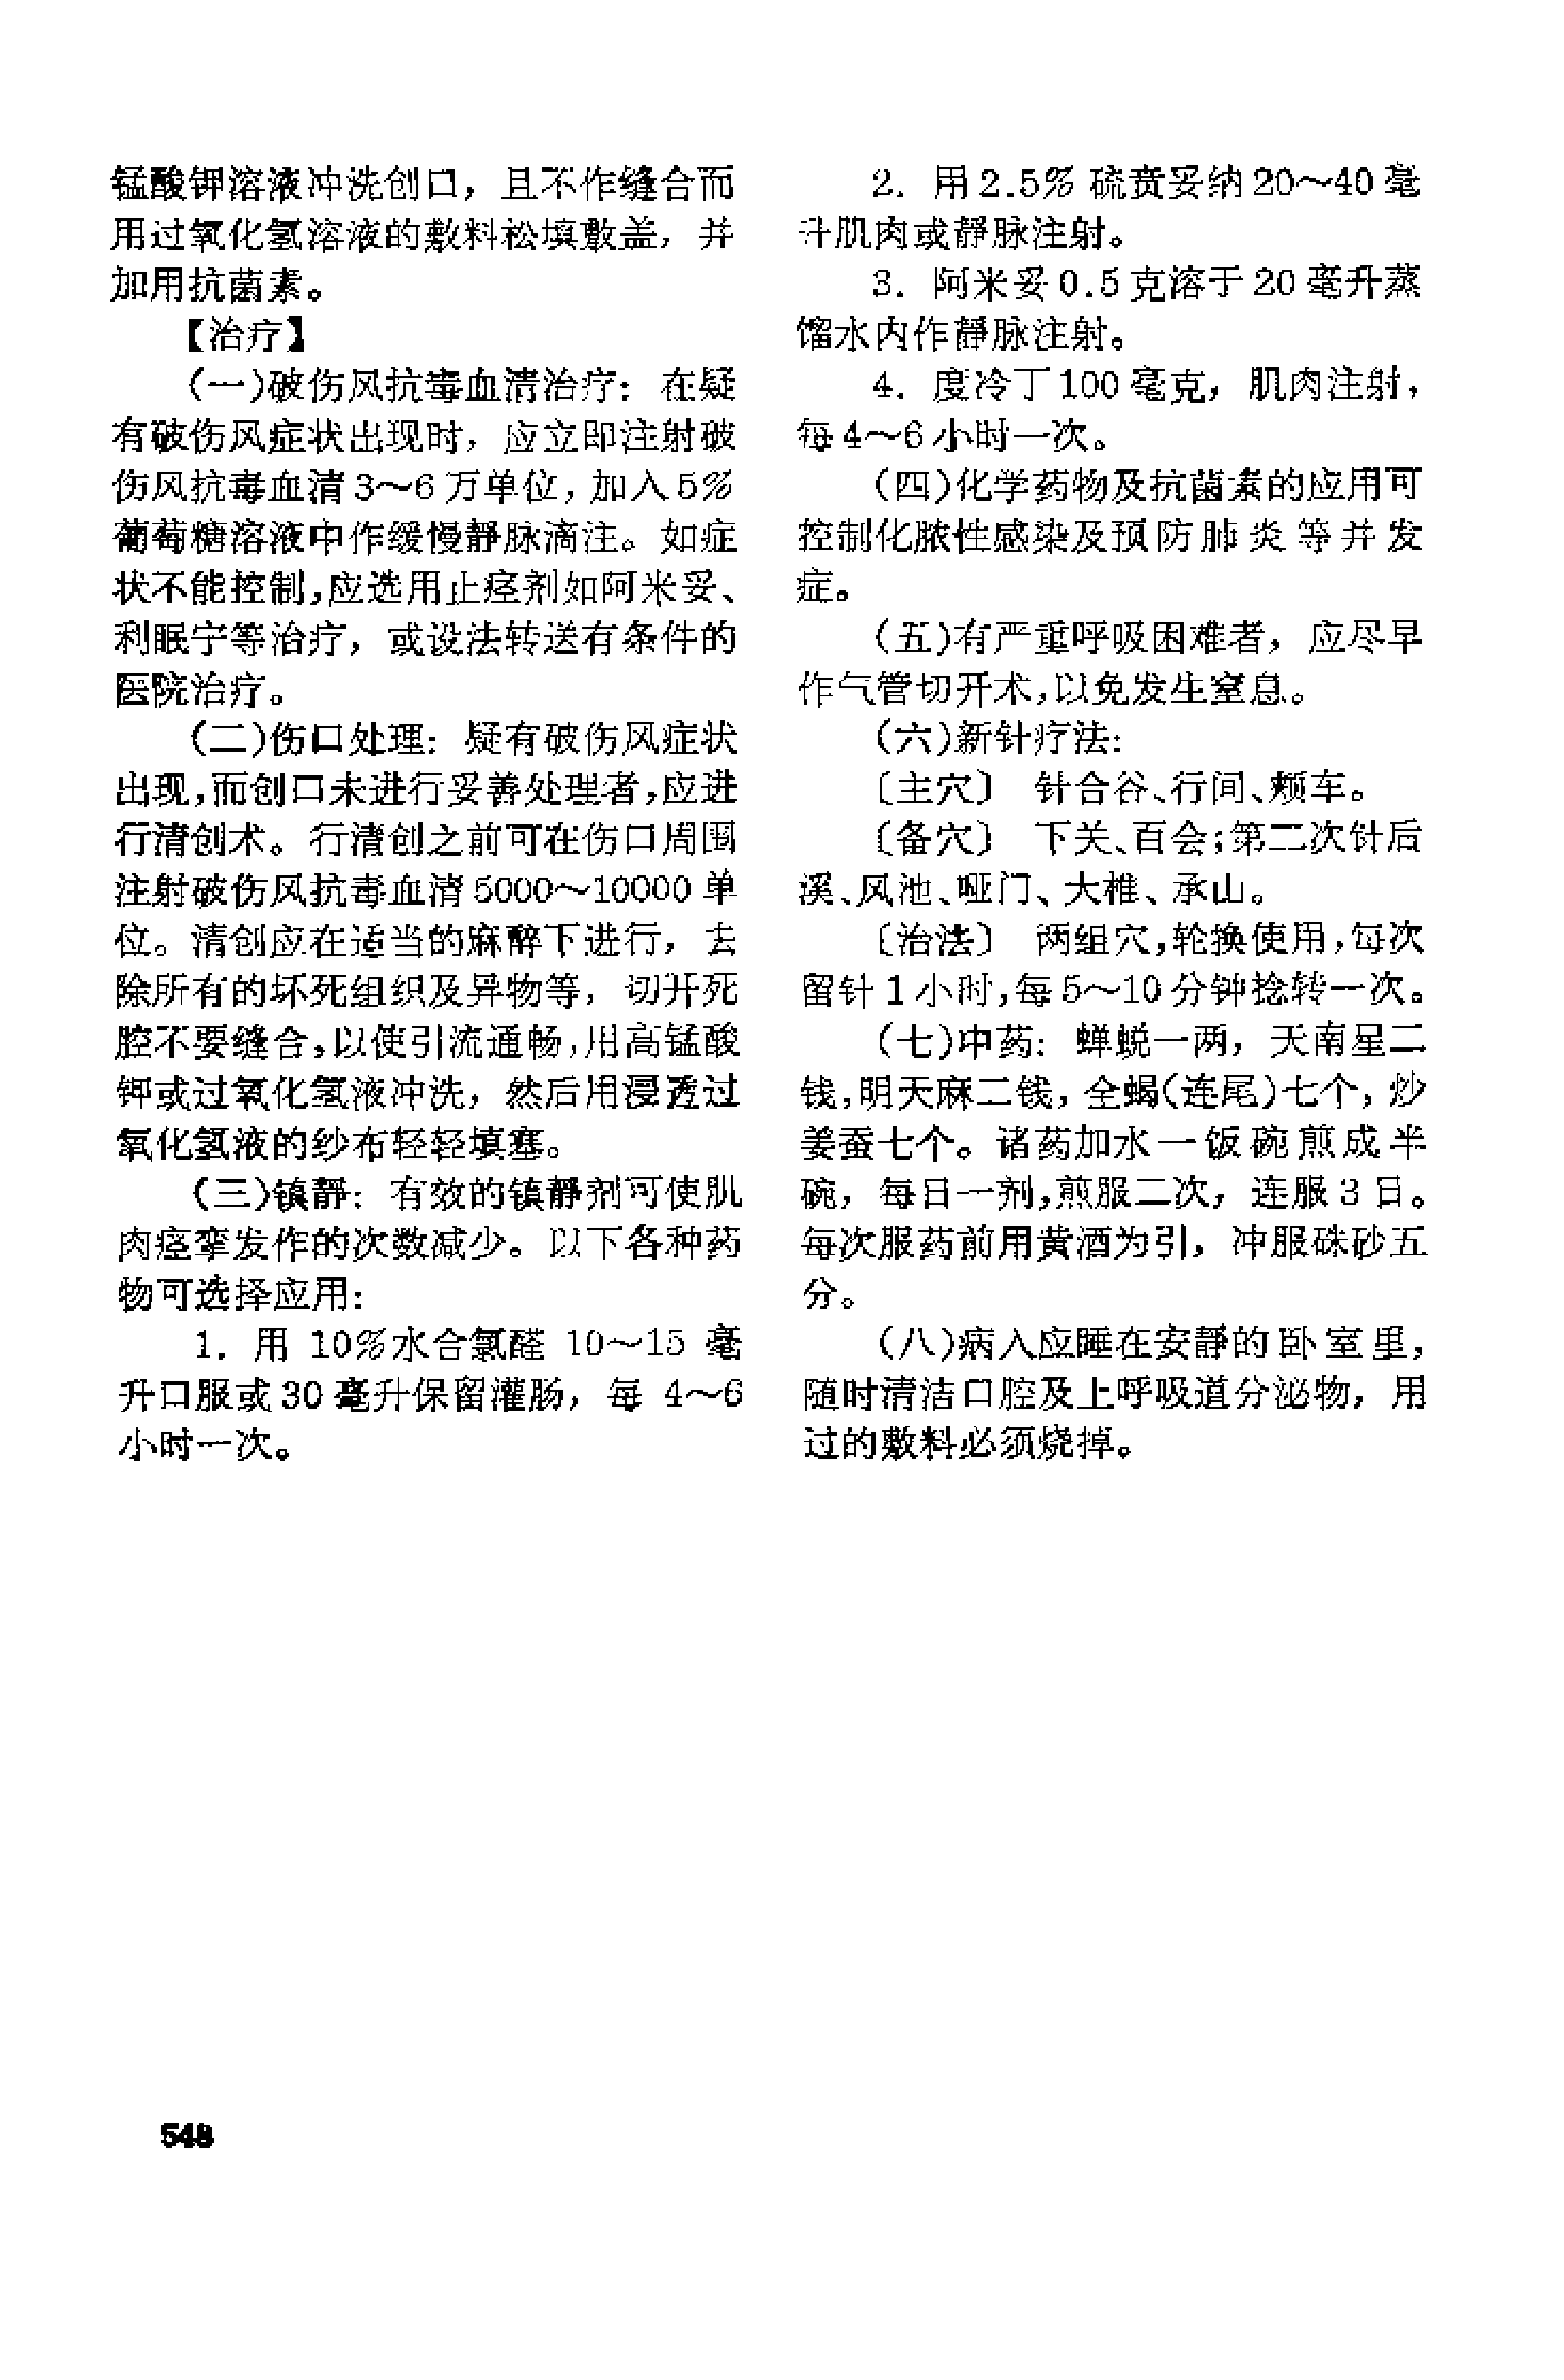 锰酸钾溶液冲洗创口，且不作缝合而
用过氧化氢溶液的敷料松填敷盖，并
加用抗菌素。
【治疗】
(一)破伤风抗毒血清治疗：在疑
有破伤风症状出现时，应立即注射破
伤风抗毒血清3～6万单位，加入5%
葡萄糖溶液中作缓慢静脉滴注。如症
状不能控制，应选用止痉剂如阿米妥、
利眠宁等治疗，或设法转送有条件的
医院治疗。
(二)伤口处理：疑有破伤风症状
出现，而创口未进行妥善处理者，应进
行清创术。行清创之前可在伤口周围
注射破伤风抗毒血清5000～10000单
位。清创应在适当的麻醉下进行，去
除所有的坏死组织及异物等，切开死
腔不要缝合，以使引流通畅，用高锰酸
钾或过氧化氢液冲洗，然后用浸透过
氧化氢液的纱布轻轻填塞。
(三)镇静：有效的镇静剂可使肌
肉痉挛发作的次数减少。以下各种药
物可选择应用：
1. 用 10%水合氯醛 10～15 毫
升口服或30毫升保留灌肠，每 4～6
小时一次。
2. 用2.5% 硫贲妥纳20～40毫
升肌肉或静脉注射。
3. 阿米妥0.5克溶于20毫升蒸
馏水内作静脉注射。
4. 度冷丁100毫克，肌肉注射，
每4～6小时一次。
(四)化学药物及抗菌素的应用可
控制化脓性感染及预防肺炎等并发
症。
(五)有严重呼吸困难者，应尽早
作气管切开术，以免发生窒息。
(六)新针疗法：
〔主穴〕 针合谷、行间、颊车。
〔备穴〕 下关、百会；第二次针后
溪、风池、哑门、大椎、承山。
〔治法〕 两组穴，轮换使用，每次
留针1小时，每5～10分钟捻转一次。
(七)中药：蝉蜕一两，天南星二
钱，明天麻二钱，全蝎(连尾)七个，炒
姜蚕七个。诸药加水一饭碗煎成半
碗，每日一剂，煎服二次，连服3日。
每次服药前用黄酒为引，冲服硃砂五
分。
(八)病人应睡在安静的卧室里，
随时清洁口腔及上呼吸道分泌物，用
过的敷料必须烧掉。
548